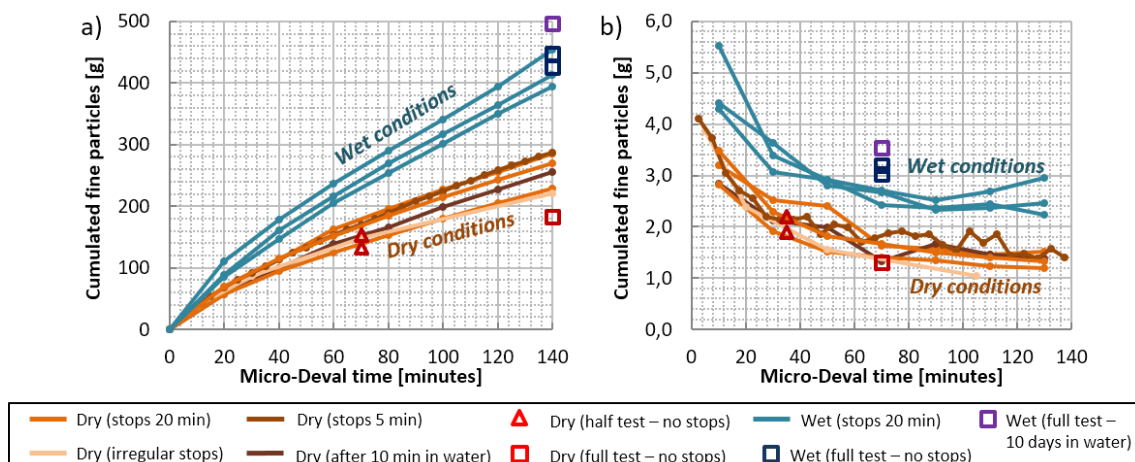 a)
Cumulated fine particles [g]
500
400
300
200
100
0
0 20 40 60 80 100 120 140
Micro-Deval time [minutes]
Wet conditions
Dry conditions
b)
Cumulated fine particles [g]
6,0
5,0
4,0
3,0
2,0
1,0
0,0
0 20 40 60 80 100 120 140
Micro-Deval time [minutes]
Wet conditions
Dry conditions
Dry (stops 20 min)
Dry (stops 5 min)
Dry (half test – no stops)
Wet (stops 20 min)
Wet (full test –
10 days in water)
Dry (irregular stops)
Dry (after 10 min in water)
Dry (full test – no stops)
Wet (full test – no stops)